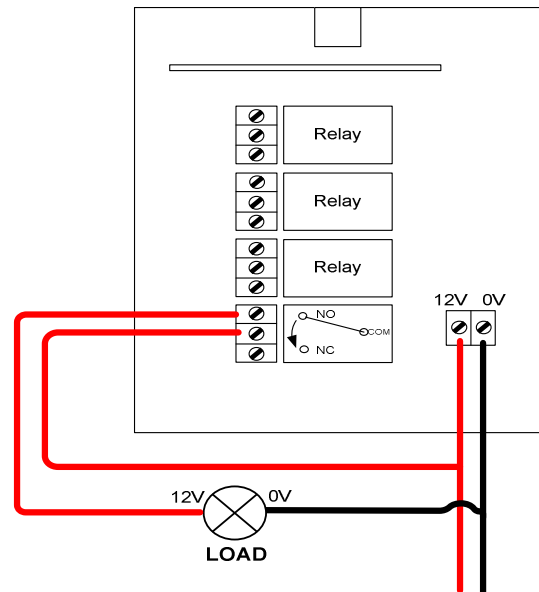 Relay
Relay
Relay
NO
COM
NC
12V 0V
12V 0V
LOAD